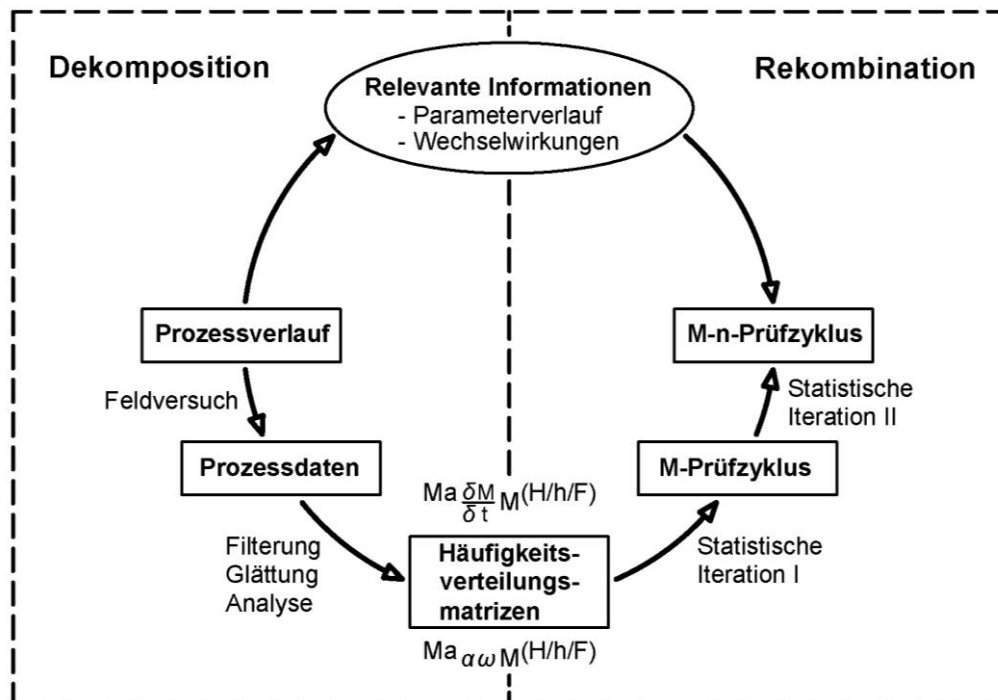 Dekomposition
Rekombination
Relevante Informationen
- Parameterverlauf
- Wechselwirkungen
Prozessverlauf
M-n-Prüfzyklus
Feldversuch
Statistische
Iteration II
Prozessdaten
M-Prüfzyklus
Ma δM/δt M(H/h/F)
Filterung
Glättung
Analyse
Häufigkeits-
verteilungs-
matrizen
Statistische
Iteration I
Ma αω M(H/h/F)